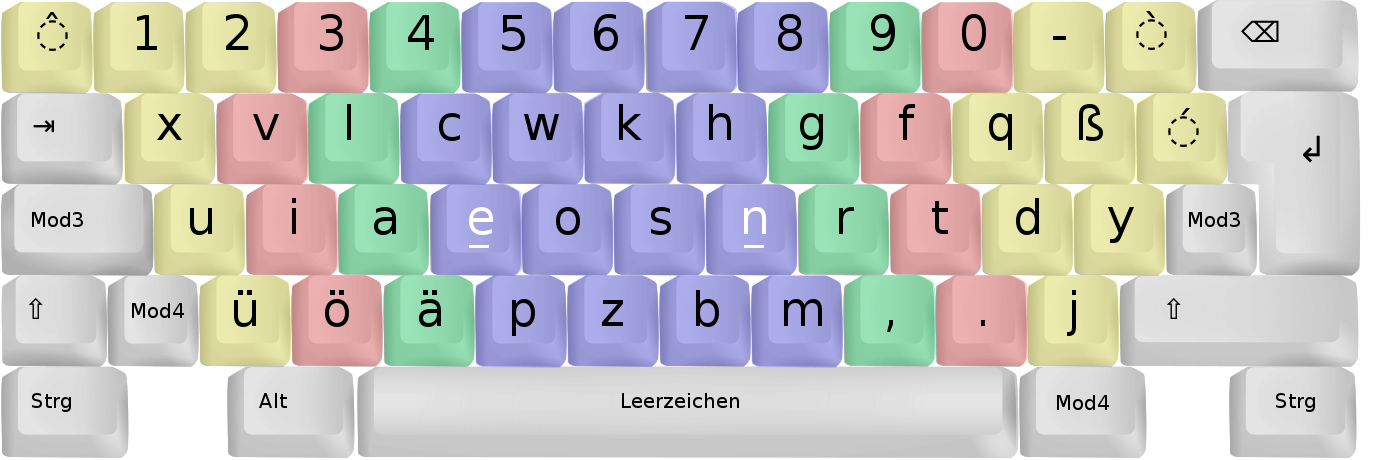 ◌̂ 1 2 3 4 5 6 7 8 9 0 - ◌̀ ⌫
⇥ x v l c w k h g f q ß ◌́ ↲
Mod3 u i a e o s n r t d y Mod3
⇧ Mod4 ü ö ä p z b m , . j ⇧
Strg Alt Leerzeichen Mod4 Strg